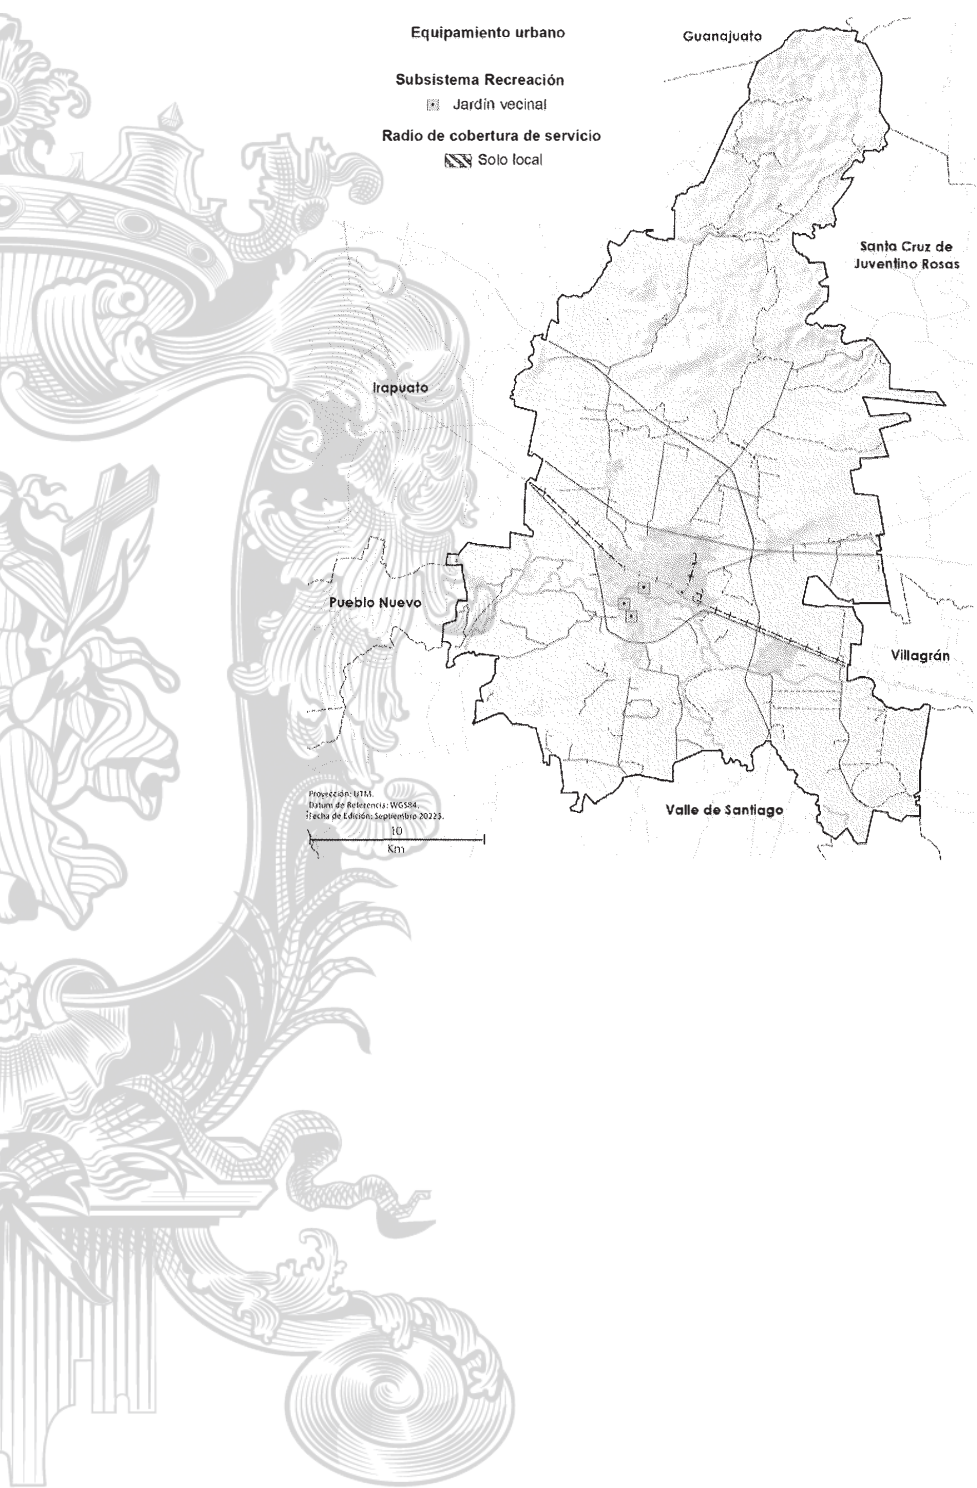 Equipamiento urbano
Guanajuato
Subsistema Recreación
Jardín vecinal
Radio de cobertura de servicio
Solo local
Santa Cruz de
Juventino Rosas
Irapuato
Pueblo Nuevo
Villagrán
Proyección: UTM.
Datum de Referencia: WGS84.
Fecha de Edición: Septiembre 20223.
Valle de Santiago
10
Km